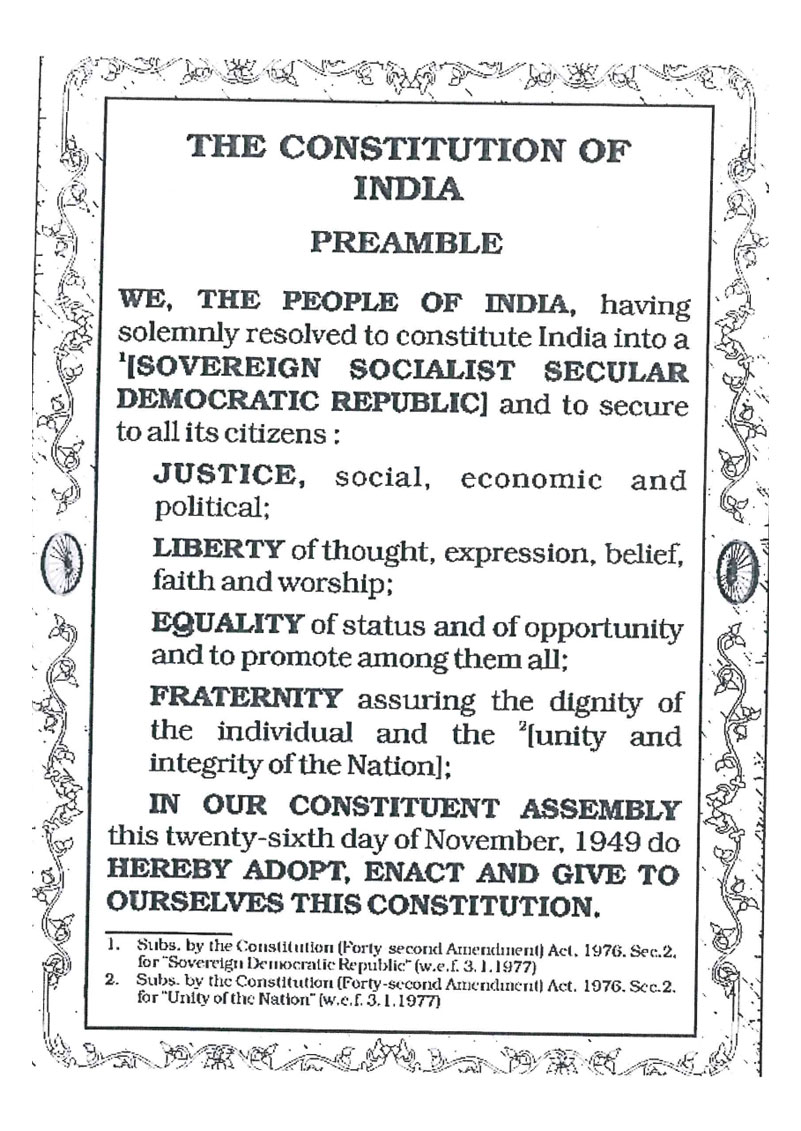 THE CONSTITUTION OF
INDIA
PREAMBLE
WE, THE PEOPLE OF INDIA, having
solemnly resolved to constitute India into a
¹[SOVEREIGN SOCIALIST SECULAR
DEMOCRATIC REPUBLIC] and to secure
to all its citizens :
JUSTICE, social, economic and
political;
LIBERTY of thought, expression, belief,
faith and worship;
EQUALITY of status and of opportunity
and to promote among them all;
FRATERNITY assuring the dignity of
the individual and the ²[unity and
integrity of the Nation];
IN OUR CONSTITUENT ASSEMBLY
this twenty-sixth day of November, 1949 do
HEREBY ADOPT, ENACT AND GIVE TO
OURSELVES THIS CONSTITUTION.
1. Subs. by the Constitution (Forty second Amendment) Act, 1976. Sec.2,
for "Sovereign Democratic Republic" (w.e.f. 3.1.1977)
2. Subs. by the Constitution (Forty-second Amendment) Act, 1976. Sec.2.
for "Unity of the Nation" (w.e.f. 3.1.1977)